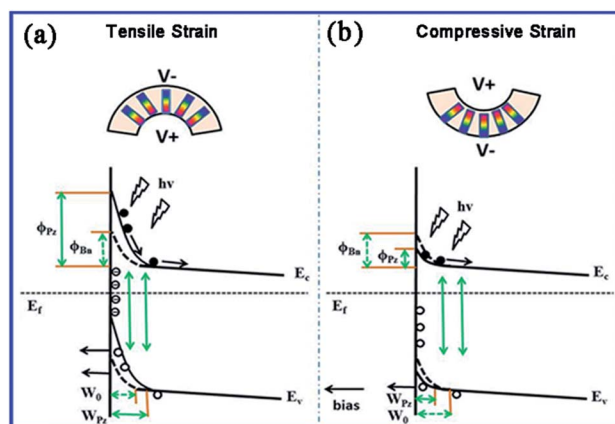 (a) Tensile Strain
V-
V+
hν
ϕPz
ϕBn
Ec
Ef
Ev
W0
WPz
(b) Compressive Strain
V+
V-
hν
ϕBn
ϕPz
Ec
Ev
WPz
W0
bias